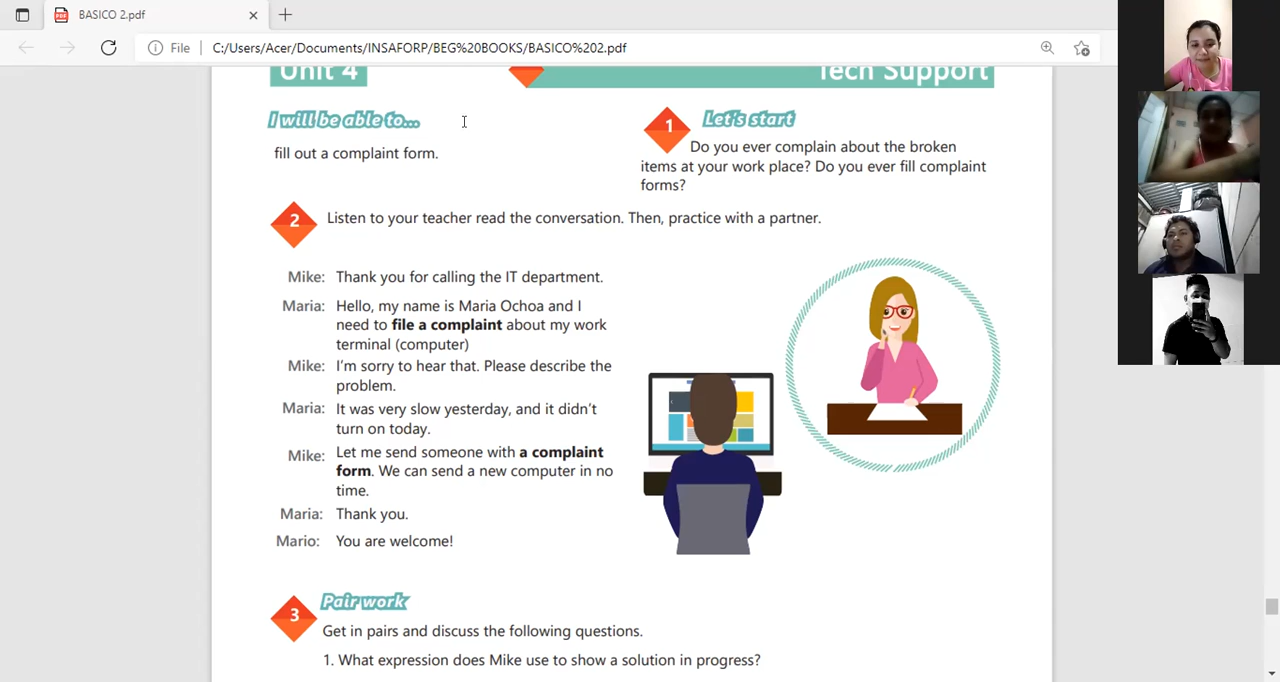 BASICO 2.pdf
File C:/Users/Acer/Documents/INSAFORP/BEG%20BOOKS/BASICO%202.pdf
Unit 4
Tech Support
I will be able to...
fill out a complaint form.
1 Let's start
Do you ever complain about the broken
items at your work place? Do you ever fill complaint
forms?
2 Listen to your teacher read the conversation. Then, practice with a partner.
Mike: Thank you for calling the IT department.
Maria: Hello, my name is Maria Ochoa and I
need to file a complaint about my work
terminal (computer)
Mike: I'm sorry to hear that. Please describe the
problem.
Maria: It was very slow yesterday, and it didn't
turn on today.
Mike: Let me send someone with a complaint
form. We can send a new computer in no
time.
Maria: Thank you.
Mario: You are welcome!
3 Pair work
Get in pairs and discuss the following questions.
1. What expression does Mike use to show a solution in progress?